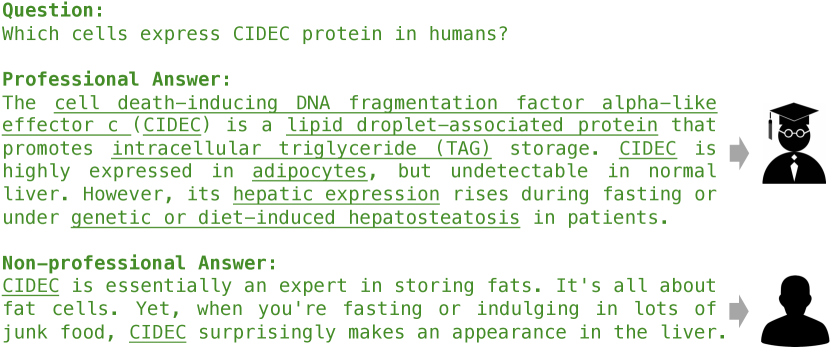 Question:
Which cells express CIDEC protein in humans?
Professional Answer:
The cell death-inducing DNA fragmentation factor alpha-like
effector c (CIDEC) is a lipid droplet-associated protein that
promotes intracellular triglyceride (TAG) storage. CIDEC is
highly expressed in adipocytes, but undetectable in normal
liver. However, its hepatic expression rises during fasting or
under genetic or diet-induced hepatosteatosis in patients.
Non-professional Answer:
CIDEC is essentially an expert in storing fats. It's all about
fat cells. Yet, when you're fasting or indulging in lots of
junk food, CIDEC surprisingly makes an appearance in the liver.